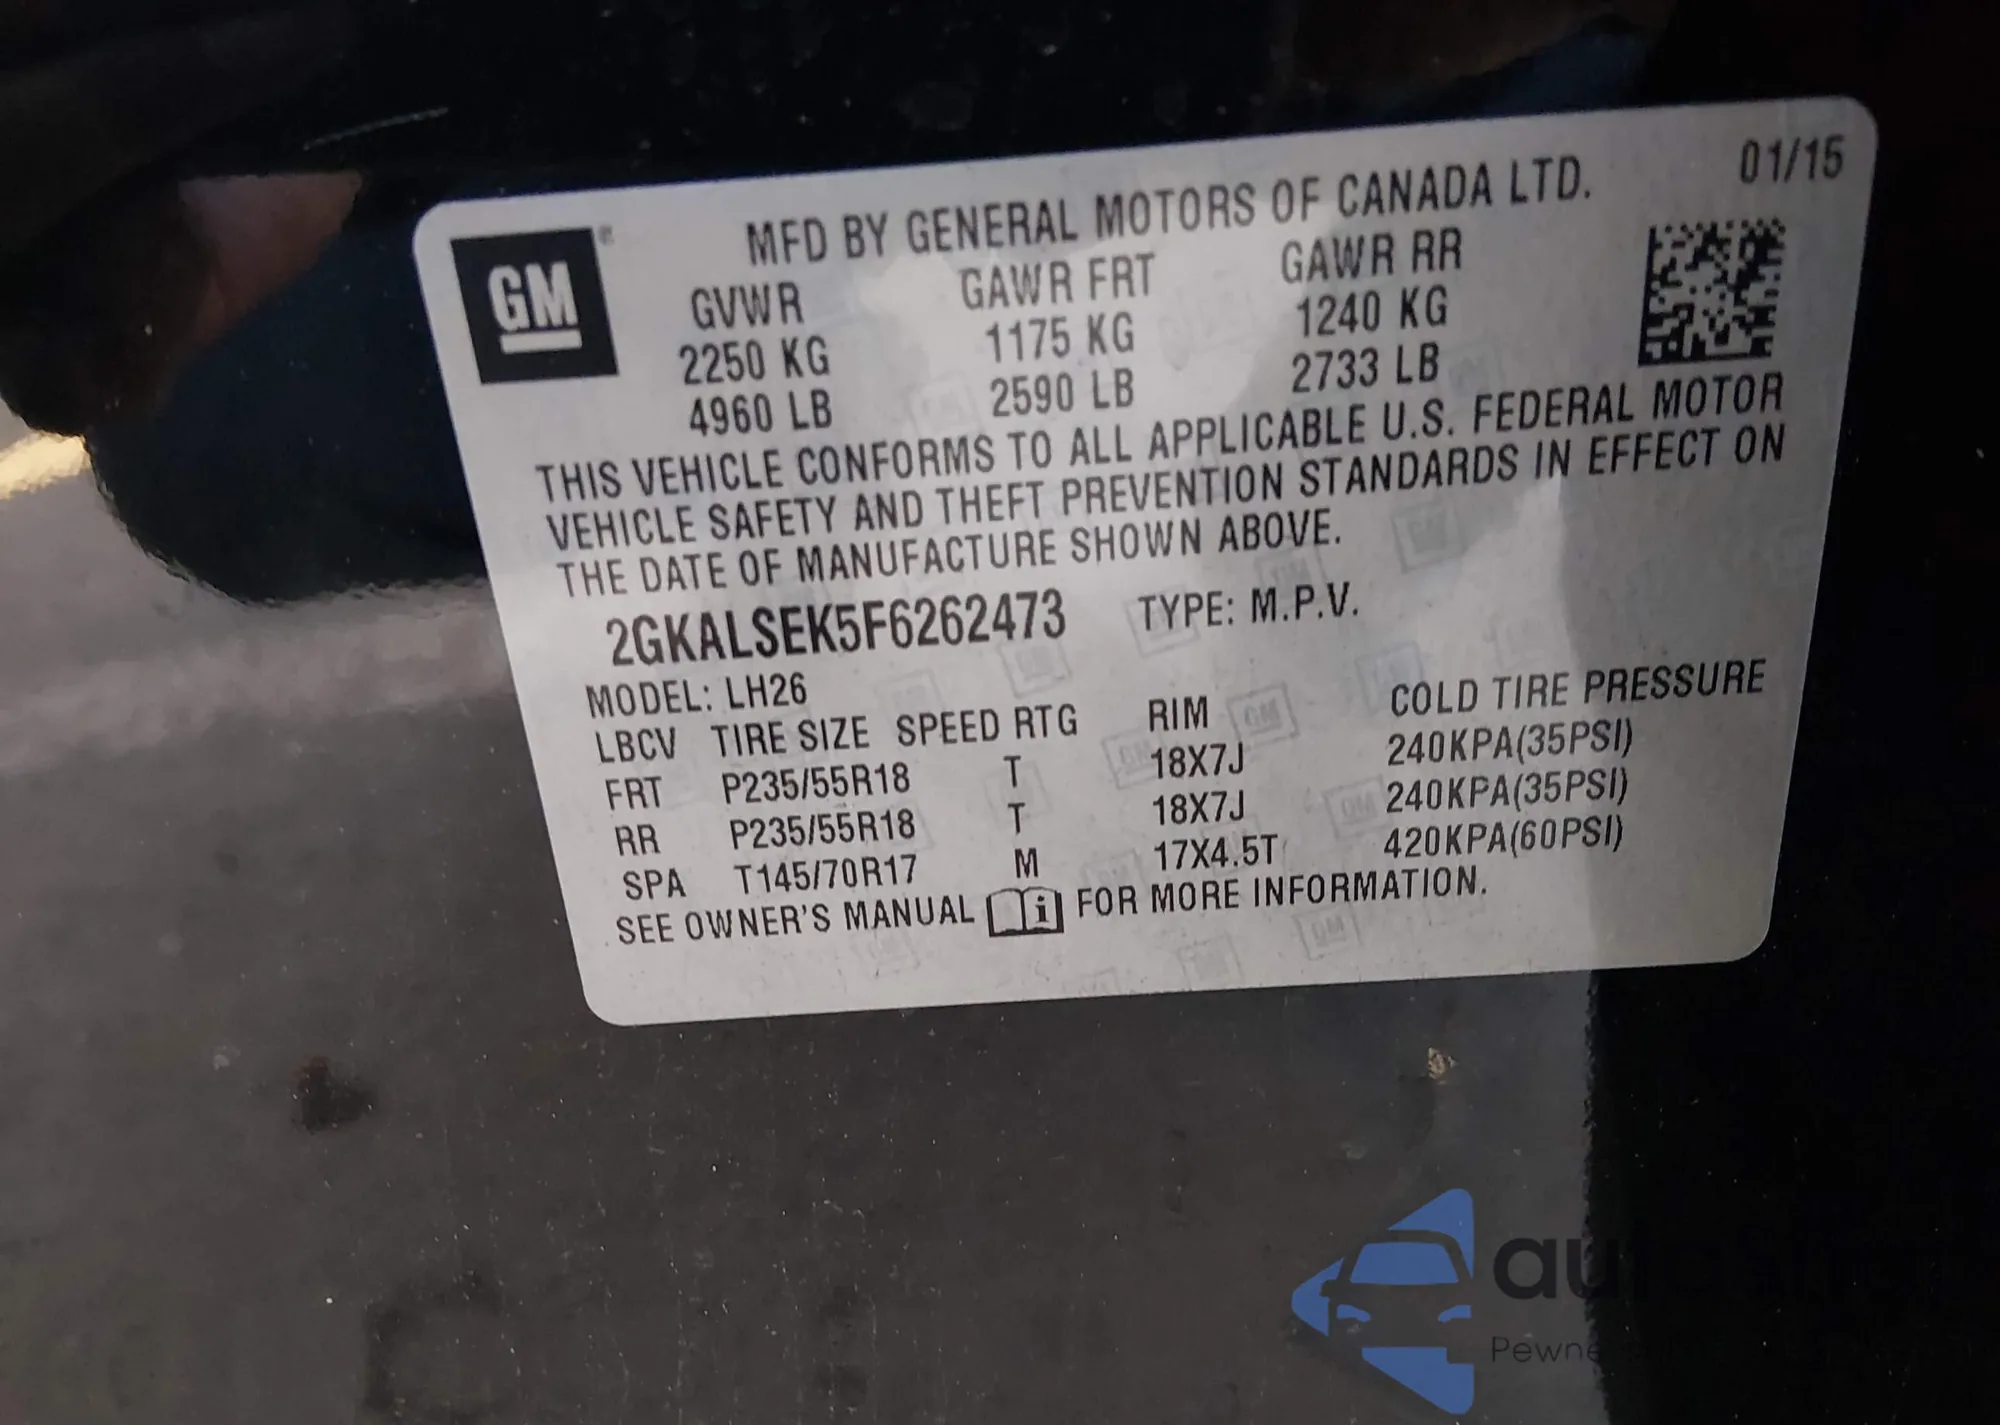 GM
MFD BY GENERAL MOTORS OF CANADA LTD. 01/15
GVWR GAWR FRT GAWR RR
2250 KG 1175 KG 1240 KG
4960 LB 2590 LB 2733 LB
THIS VEHICLE CONFORMS TO ALL APPLICABLE U.S. FEDERAL MOTOR
VEHICLE SAFETY AND THEFT PREVENTION STANDARDS IN EFFECT ON
THE DATE OF MANUFACTURE SHOWN ABOVE.
2GKALSEK5F6262473 TYPE: M.P.V.
MODEL: LH26
LBCV TIRE SIZE SPEED RTG RIM COLD TIRE PRESSURE
FRT P235/55R18 T 18X7J 240KPA(35PSI)
RR P235/55R18 T 18X7J 240KPA(35PSI)
SPA T145/70R17 M 17X4.5T 420KPA(60PSI)
SEE OWNER'S MANUAL i FOR MORE INFORMATION.